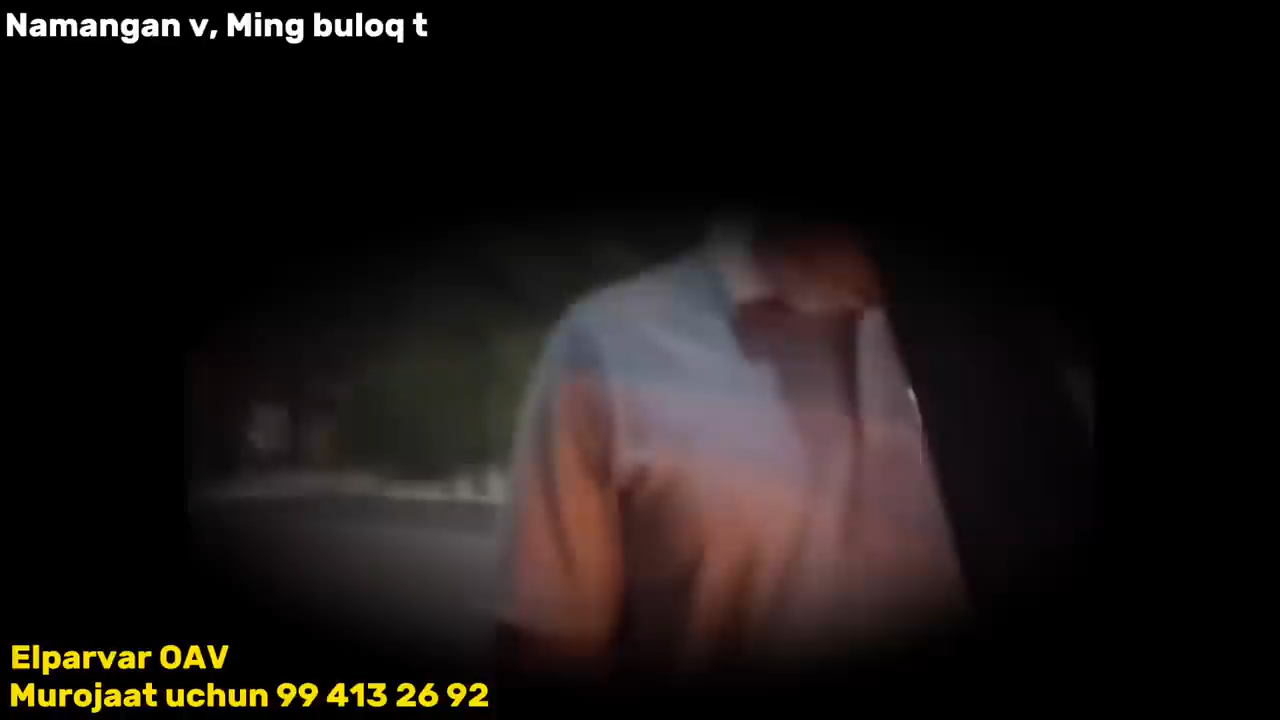 Namangan v, Ming buloq t
Elparvar OAV
Murojaat uchun 99 413 26 92